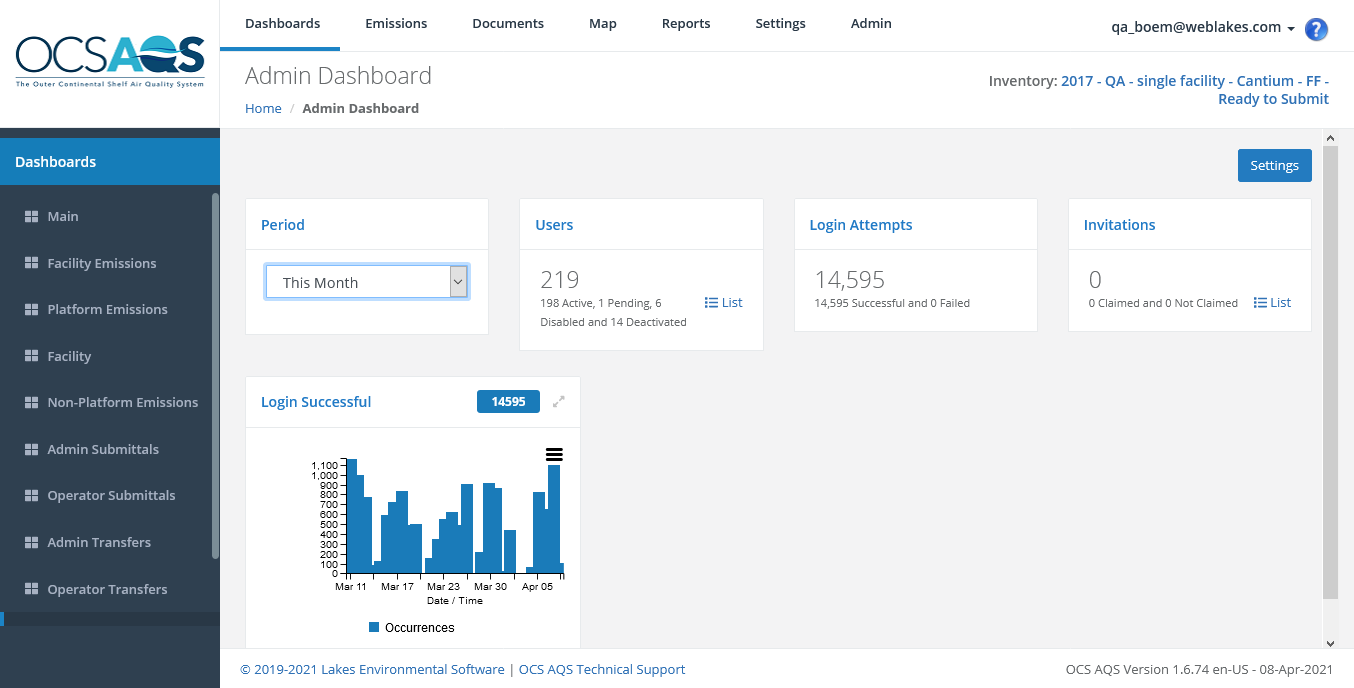 OCSAQS
The Outer Continental Shelf Air Quality System
Dashboards Emissions Documents Map Reports Settings Admin
qa_boem@weblakes.com
?
Admin Dashboard
Home / Admin Dashboard
Inventory: 2017 - QA - single facility - Cantium - FF -
Ready to Submit
Dashboards
Main
Facility Emissions
Platform Emissions
Facility
Non-Platform Emissions
Admin Submittals
Operator Submittals
Admin Transfers
Operator Transfers
Settings
Period
This Month
Users
219
198 Active, 1 Pending, 6
Disabled and 14 Deactivated
List
Login Attempts
14,595
14,595 Successful and 0 Failed
Invitations
0
0 Claimed and 0 Not Claimed
List
Login Successful
14595
1,100
1,000
900
800
700
600
500
400
300
200
100
0
Mar 11 Mar 17 Mar 23 Mar 30 Apr 05
Date / Time
Occurrences
© 2019-2021 Lakes Environmental Software | OCS AQS Technical Support
OCS AQS Version 1.6.74 en-US - 08-Apr-2021